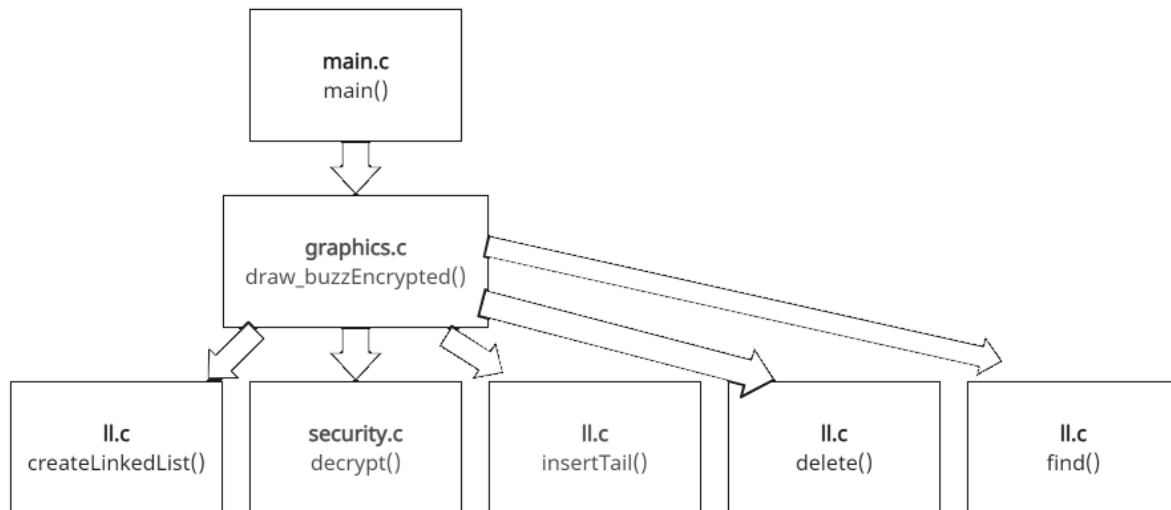 main.c
main()
graphics.c
draw_buzzEncrypted()
ll.c
createLinkedList()
security.c
decrypt()
ll.c
insertTail()
ll.c
delete()
ll.c
find()